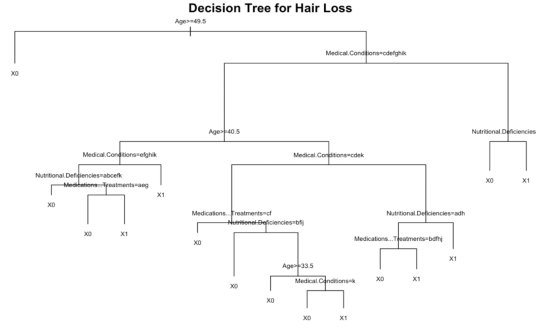 Decision Tree for Hair Loss
Age>=49.5
Medical.Conditions=cdefghik
X0
Age>=40.5
Nutritional.Deficiencies
Medical.Conditions=efghik
Medical.Conditions=cdek
Nutritional.Deficiencies=abcefk
X0
X1
Medications...Treatments=aeg
X1
X0
Medications...Treatments=cf
Nutritional.Deficiencies=adh
Nutritional.Deficiencies=bfij
X0
X1
X0
Medications...Treatments=bdfhj
X1
Age>=33.5
X0
X0
X1
Medical.Conditions=k
X0
X0
X1